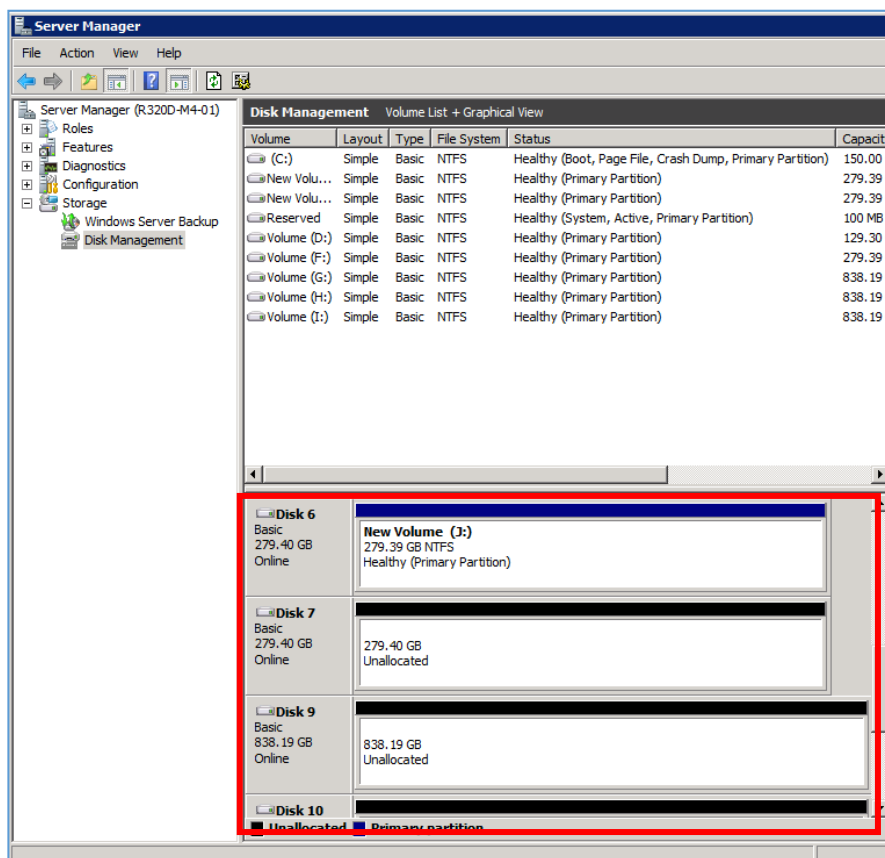 Server Manager
File Action View Help
Server Manager (R320D-M4-01)
Roles
Features
Diagnostics
Configuration
Storage
Windows Server Backup
Disk Management
Disk Management Volume List + Graphical View
Volume Layout Type File System Status Capacit
(C:) Simple Basic NTFS Healthy (Boot, Page File, Crash Dump, Primary Partition) 150.00
New Volu... Simple Basic NTFS Healthy (Primary Partition) 279.39
New Volu... Simple Basic NTFS Healthy (Primary Partition) 279.39
Reserved Simple Basic NTFS Healthy (System, Active, Primary Partition) 100 MB
Volume (D:) Simple Basic NTFS Healthy (Primary Partition) 129.30
Volume (F:) Simple Basic NTFS Healthy (Primary Partition) 279.39
Volume (G:) Simple Basic NTFS Healthy (Primary Partition) 838.19
Volume (H:) Simple Basic NTFS Healthy (Primary Partition) 838.19
Volume (I:) Simple Basic NTFS Healthy (Primary Partition) 838.19
Disk 6
Basic
279.40 GB
Online
New Volume (J:)
279.39 GB NTFS
Healthy (Primary Partition)
Disk 7
Basic
279.40 GB
Online
279.40 GB
Unallocated
Disk 9
Basic
838.19 GB
Online
838.19 GB
Unallocated
Disk 10
Unallocated Primary partition